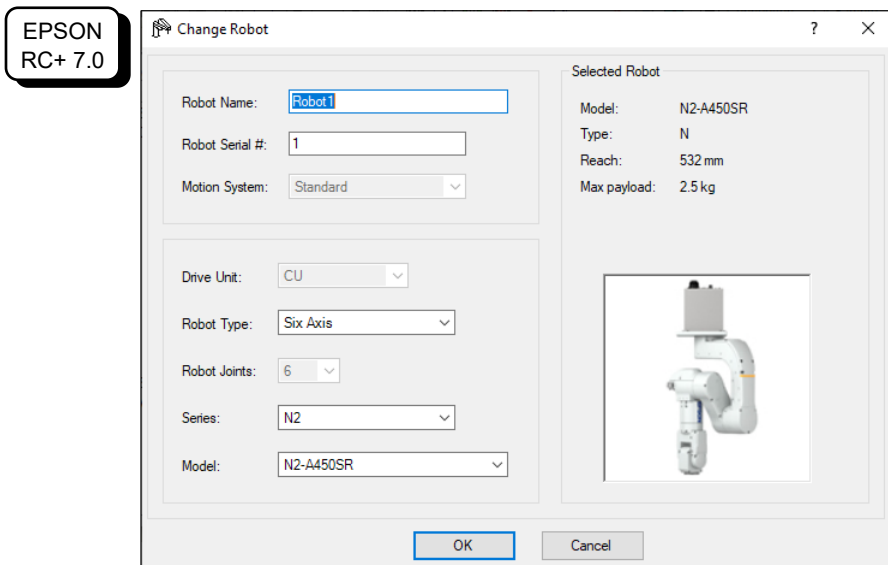 EPSON
RC+ 7.0
Change Robot
Robot Name: Robot1
Robot Serial #: 1
Motion System: Standard
Drive Unit: CU
Robot Type: Six Axis
Robot Joints: 6
Series: N2
Model: N2-A450SR
Selected Robot
Model: N2-A450SR
Type: N
Reach: 532 mm
Max payload: 2.5 kg
OK
Cancel